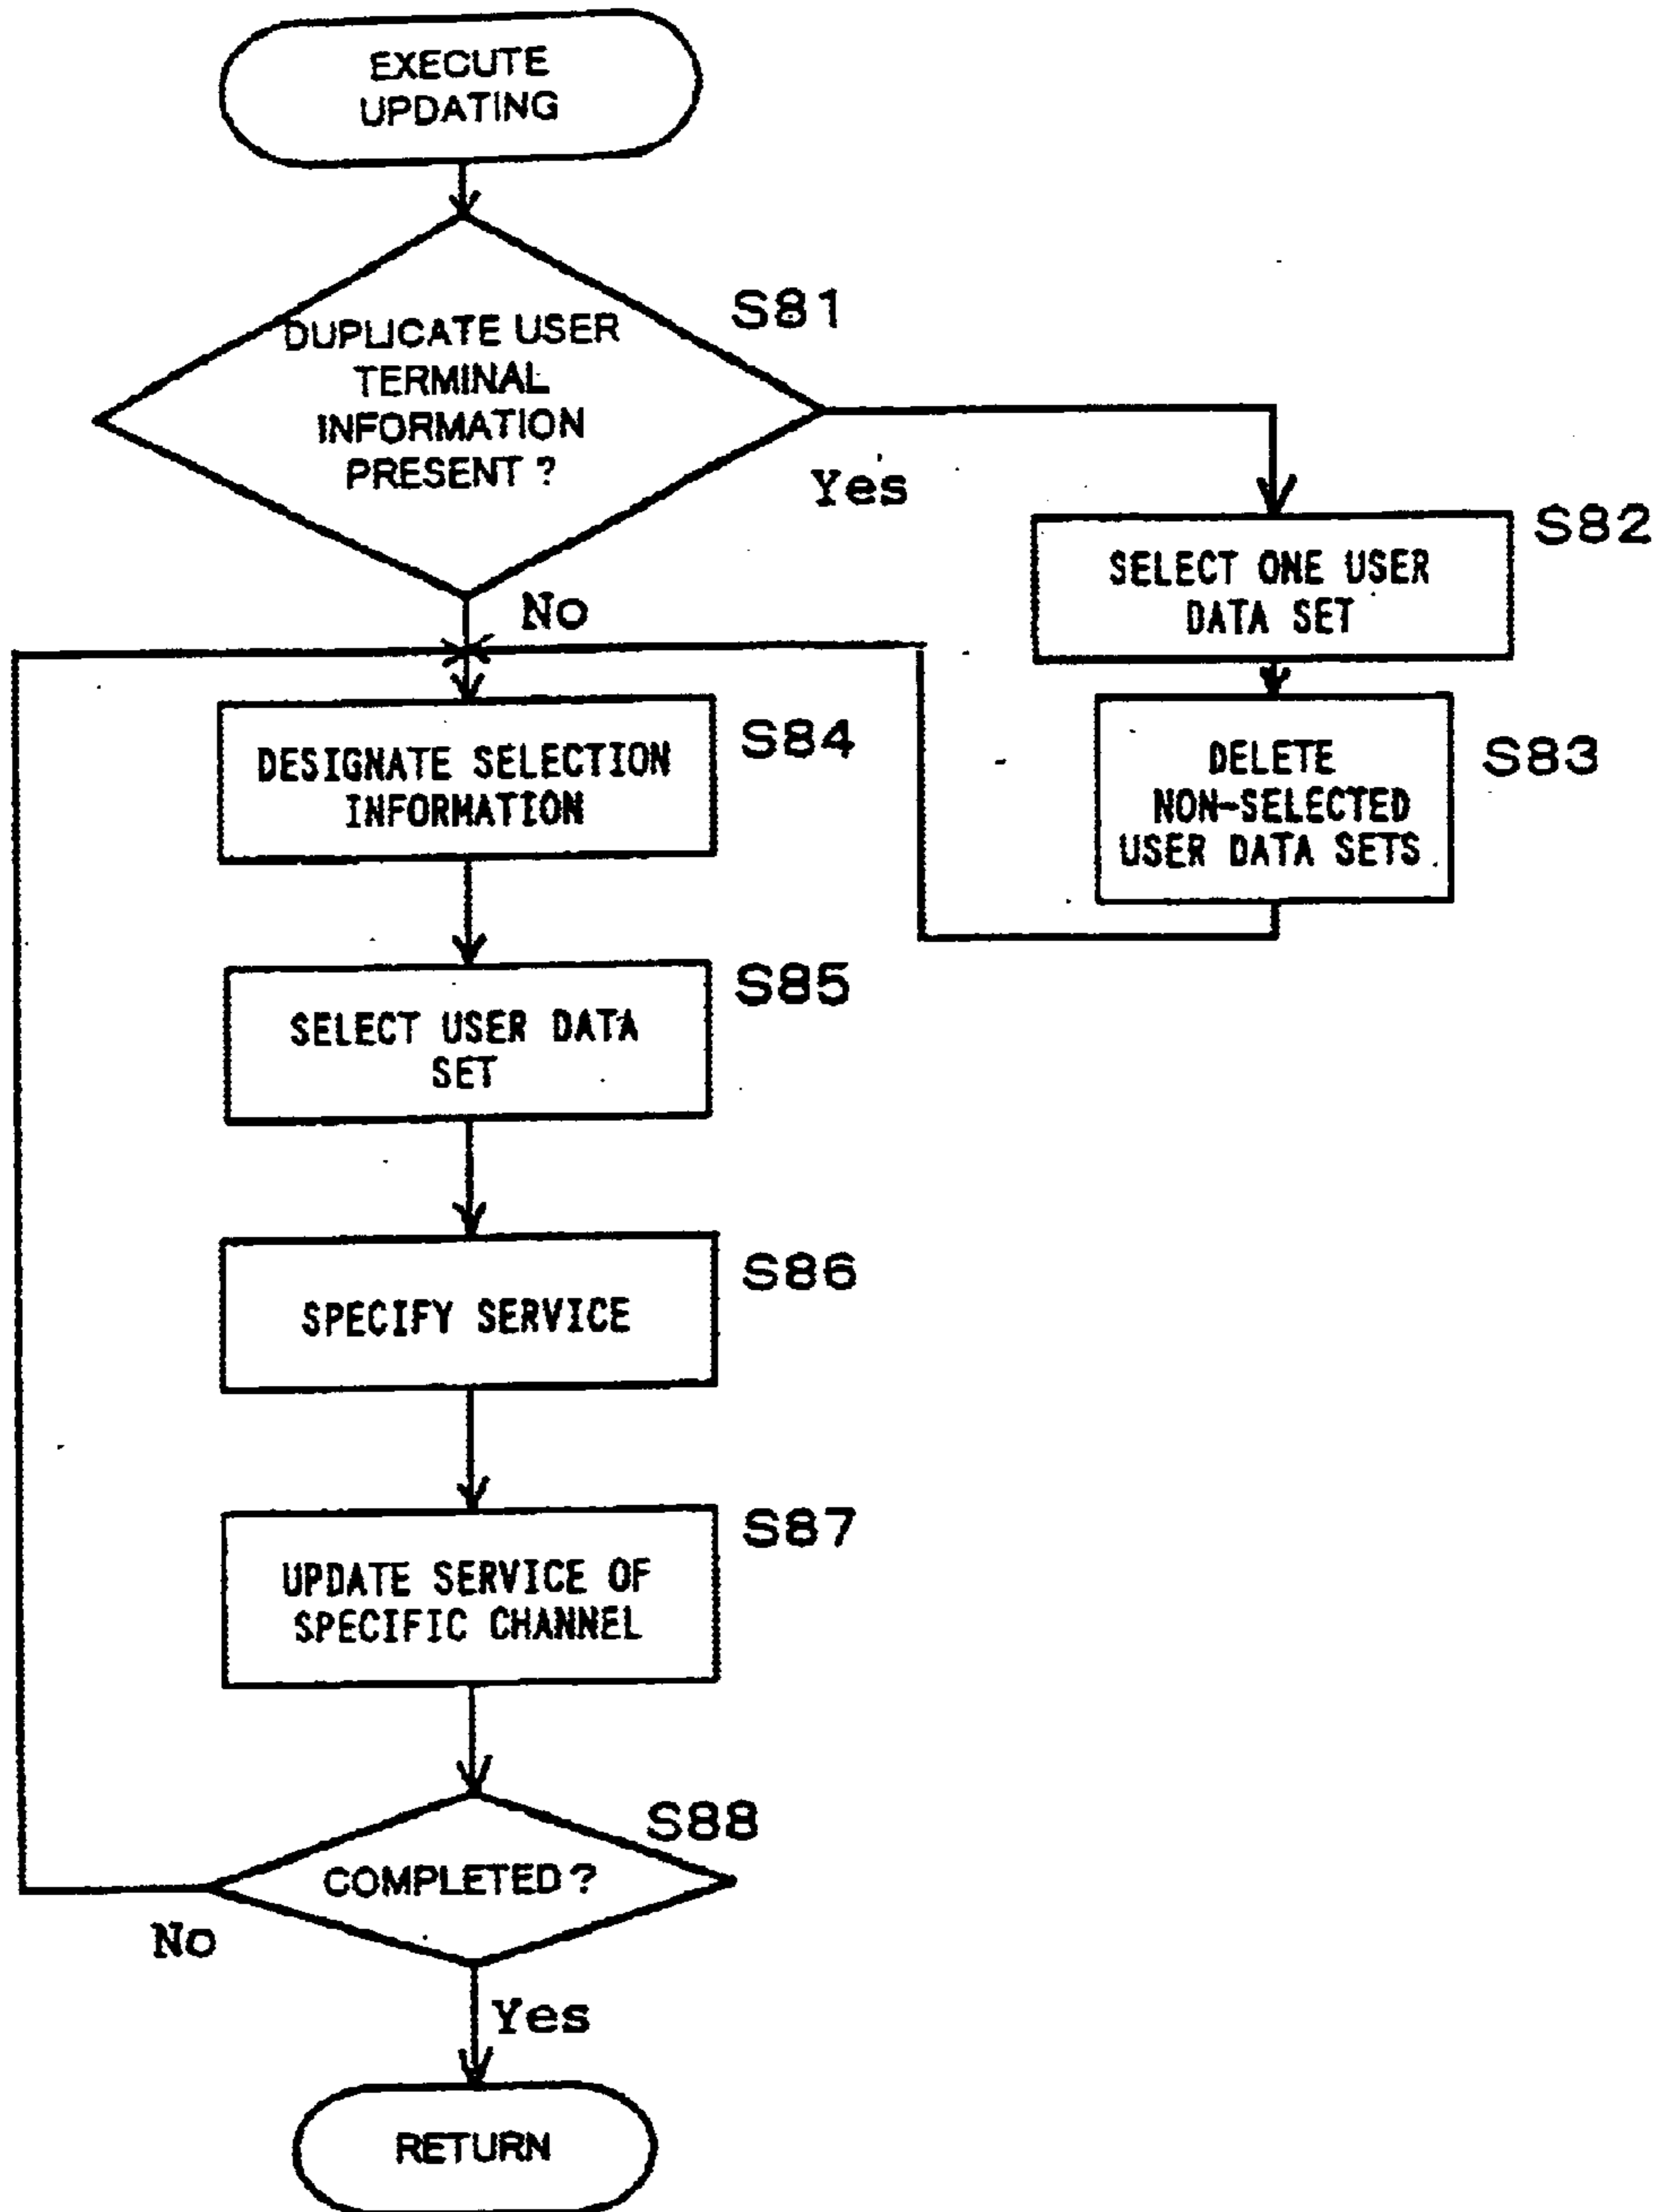 EXECUTE
UPDATING
S81
DUPLICATE USER
TERMINAL
INFORMATION
PRESENT ?
Yes
No
S82
SELECT ONE USER
DATA SET
S83
DELETE
NON-SELECTED
USER DATA SETS
S84
DESIGNATE SELECTION
INFORMATION
S85
SELECT USER DATA
SET
S86
SPECIFY SERVICE
S87
UPDATE SERVICE OF
SPECIFIC CHANNEL
S88
COMPLETED ?
No
Yes
RETURN